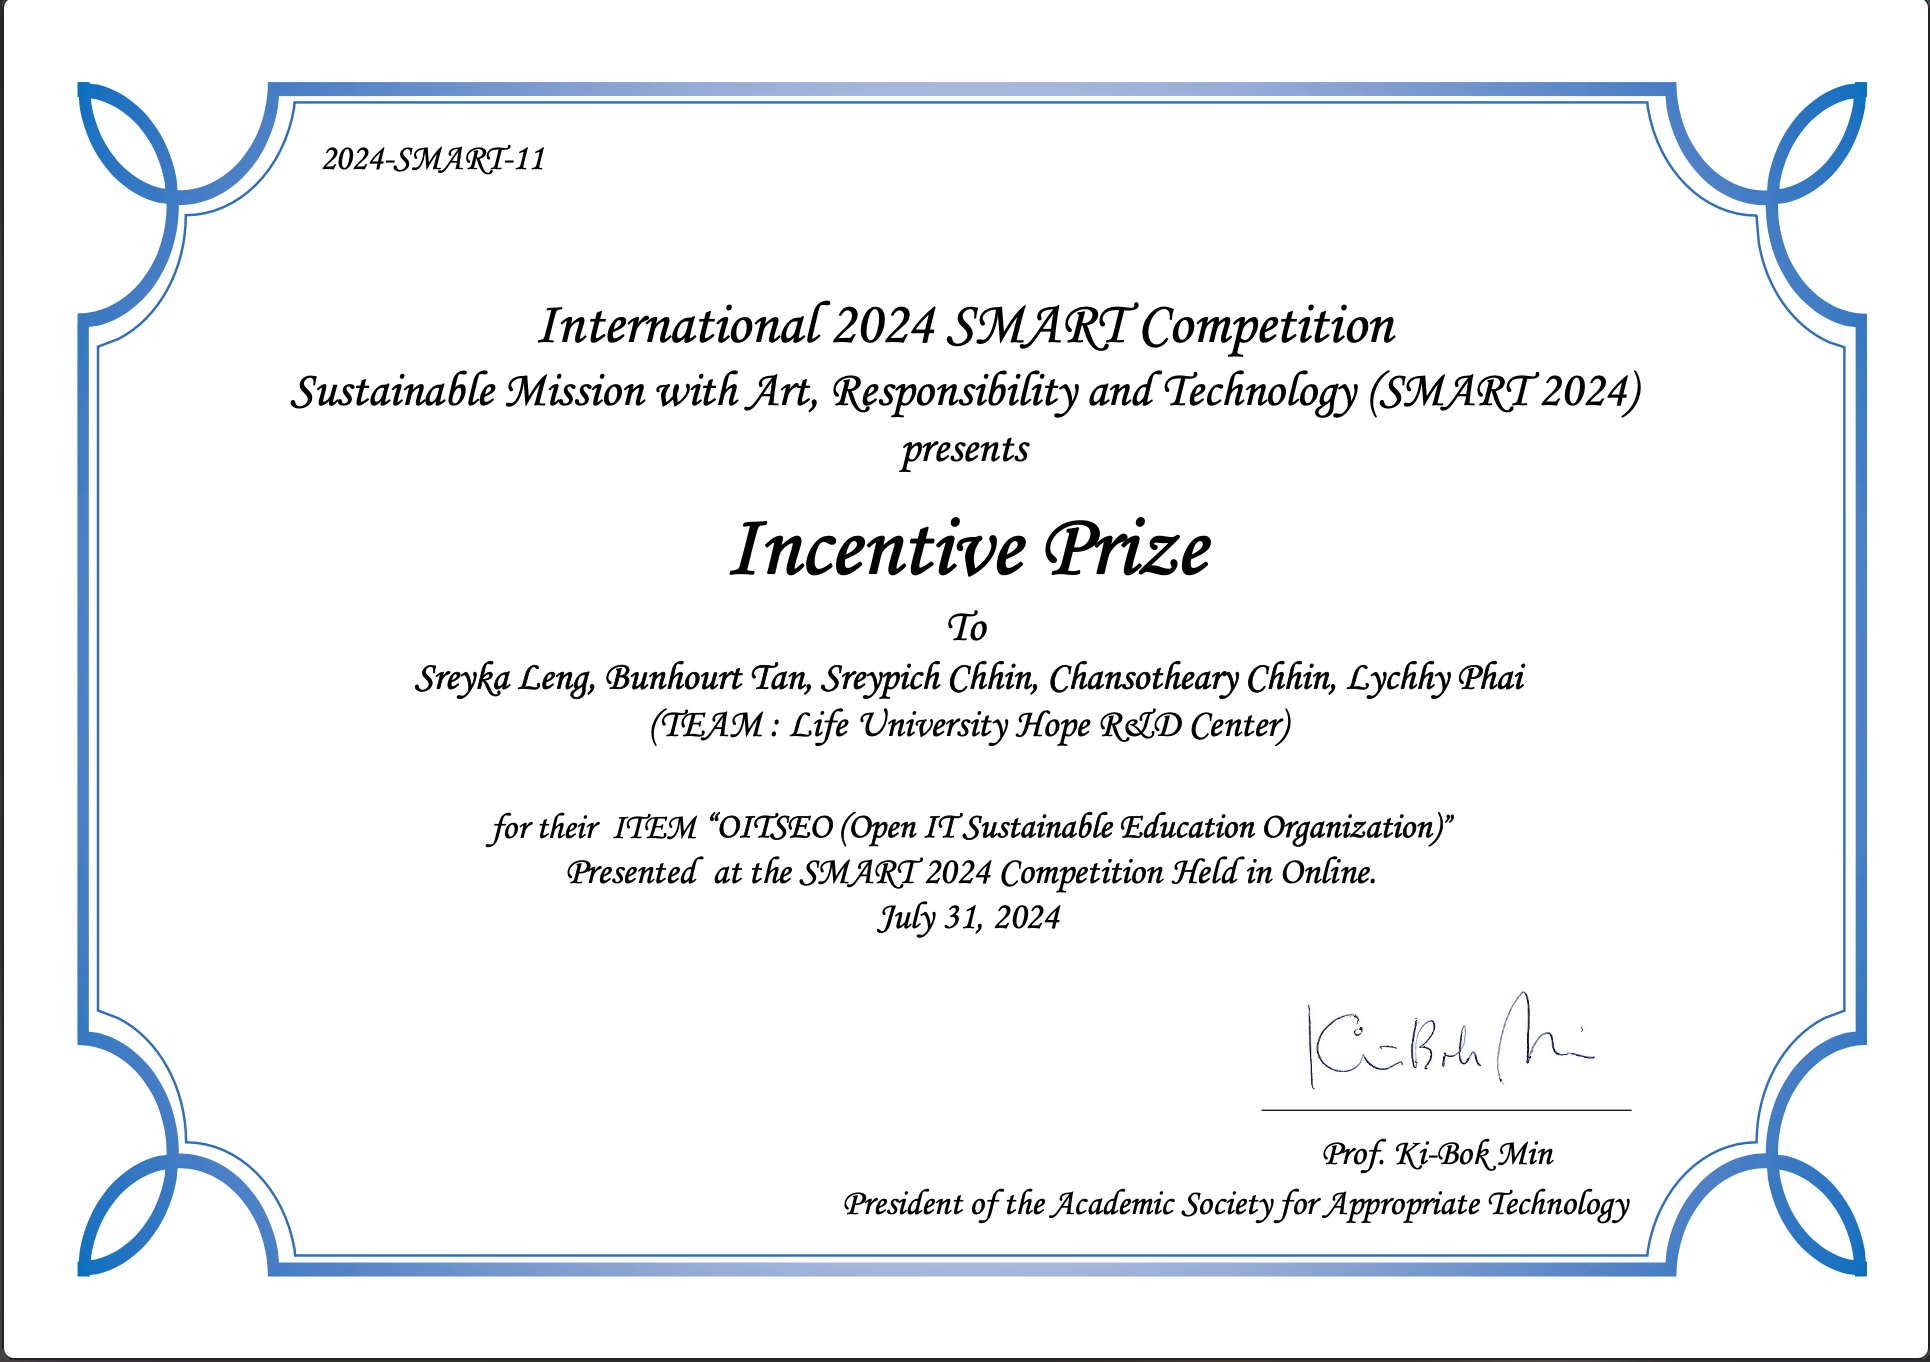 2024-SMART-11
International 2024 SMART Competition
Sustainable Mission with Art, Responsibility and Technology (SMART 2024)
presents
Incentive Prize
To
Sreyka Leng, Bunhourt Tan, Sreypich Chhin, Chansotheary Chhin, Lychhy Phai
(TEAM : Life University Hope R&D Center)
for their ITEM “OITSEO (Open IT Sustainable Education Organization)”
Presented at the SMART 2024 Competition Held in Online.
July 31, 2024
Ki-Bok Min
Prof. Ki-Bok Min
President of the Academic Society for Appropriate Technology